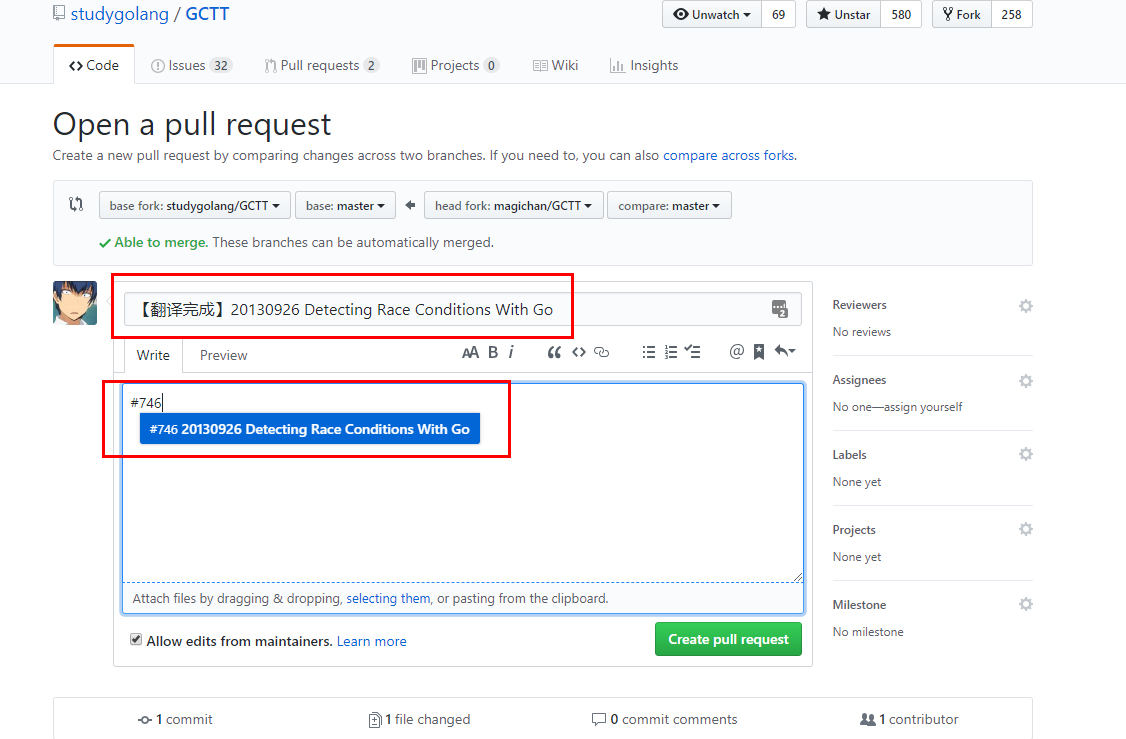 studygolang / GCTT
Unwatch 69 Unstar 580 Fork 258
Code Issues 32 Pull requests 2 Projects 0 Wiki Insights
Open a pull request
Create a new pull request by comparing changes across two branches. If you need to, you can also compare across forks.
base fork: studygolang/GCTT base: master head fork: magichan/GCTT compare: master
Able to merge. These branches can be automatically merged.
【翻译完成】20130926 Detecting Race Conditions With Go
2
Write Preview AA B i
#746
#746 20130926 Detecting Race Conditions With Go
Attach files by dragging & dropping, selecting them, or pasting from the clipboard.
Allow edits from maintainers. Learn more
Create pull request
Reviewers
No reviews
Assignees
No one—assign yourself
Labels
None yet
Projects
None yet
Milestone
No milestone
1 commit 1 file changed 0 commit comments 1 contributor